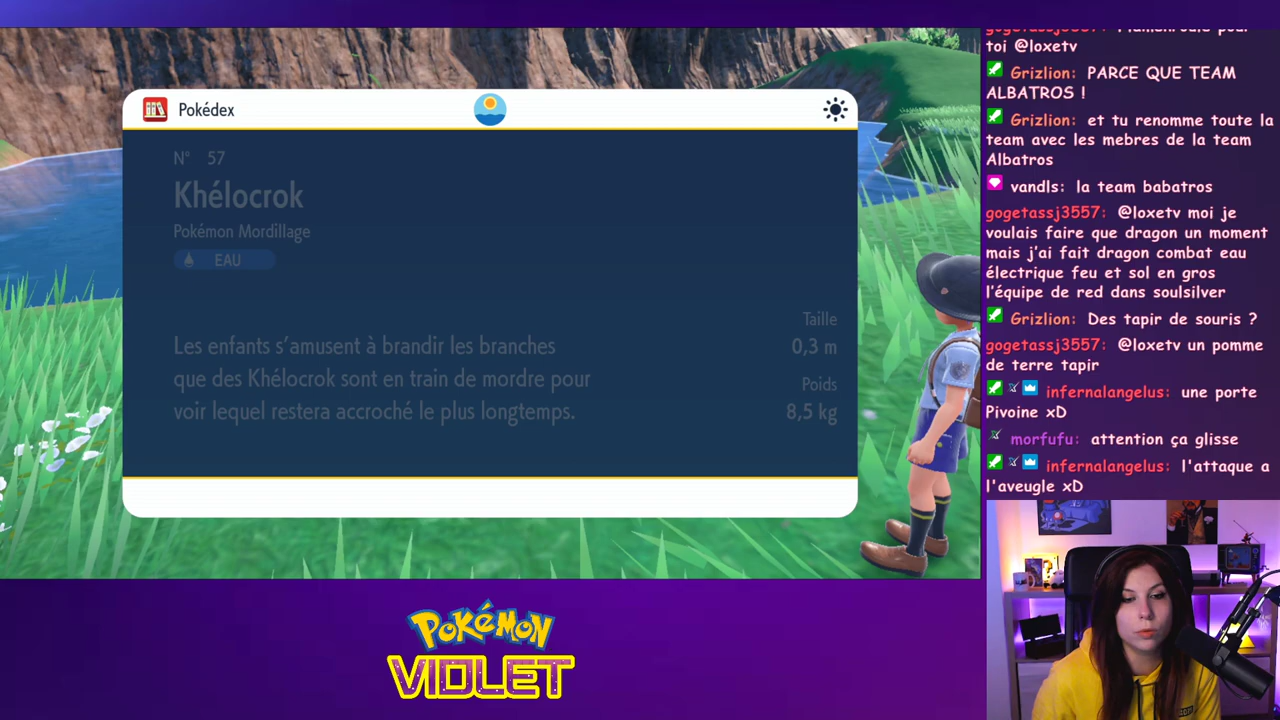 Pokédex
N° 57
Khélocrok
Pokémon Mordillage
EAU
Taille
0,3 m
Poids
8,5 kg
Les enfants s'amusent à brandir les branches
que des Khélocrok sont en train de mordre pour
voir lequel restera accroché le plus longtemps.
POKéMON
VIOLET
toi @loxetv
Grizlion: PARCE QUE TEAM
ALBATROS !
Grizlion: et tu renomme toute la
team avec les mebres de la team
Albatros
vandls: la team babatros
gogetassj3557: @loxetv moi je
voulais faire que dragon un moment
mais j'ai fait dragon combat eau
électrique feu et sol en gros
l'équipe de red dans soulsilver
Grizlion: Des tapir de souris ?
gogetassj3557: @loxetv un pomme
de terre tapir
infernalangelus: une porte
Pivoine xD
morfufu: attention ça glisse
infernalangelus: l'attaque a
l'aveugle xD